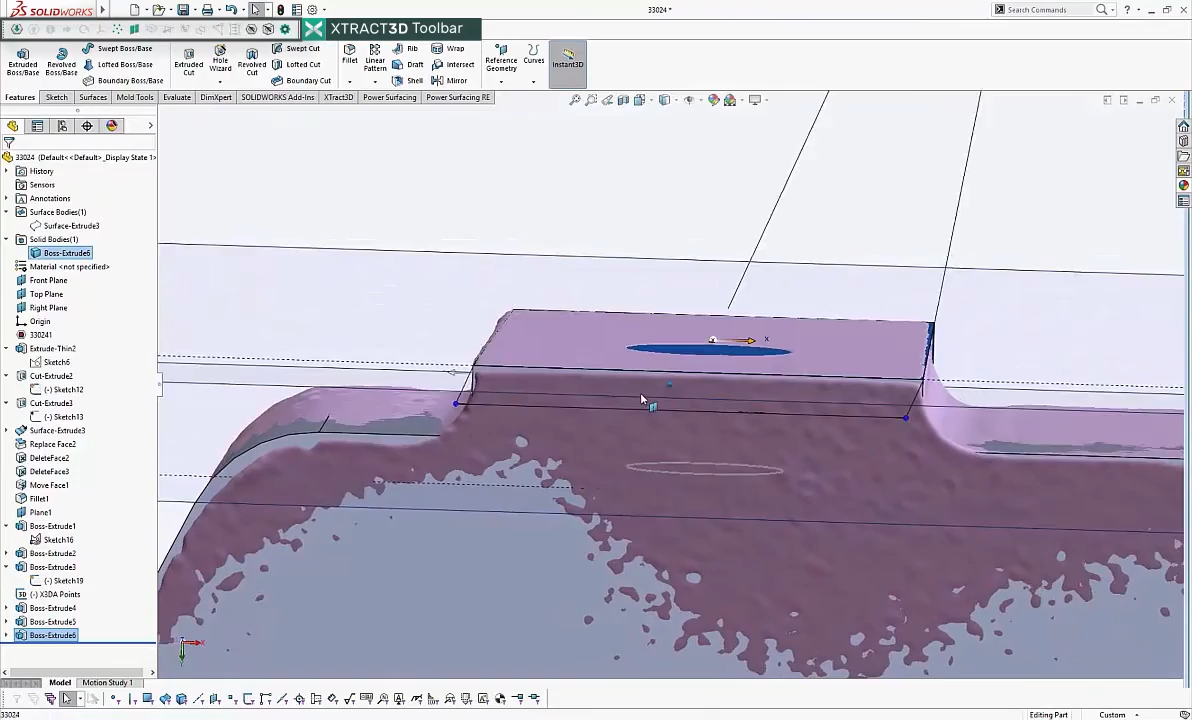 SOLIDWORKS
33024 *
Search Commands
?
XTRACT3D Toolbar
Extruded Boss/Base
Revolved Boss/Base
Swept Boss/Base
Lofted Boss/Base
Boundary Boss/Base
Extruded Cut
Hole Wizard
Revolved Cut
Swept Cut
Lofted Cut
Boundary Cut
Fillet
Linear Pattern
Rib
Draft
Shell
Wrap
Intersect
Mirror
Reference Geometry
Curves
Instant3D
Features
Sketch
Surfaces
Mold Tools
Evaluate
DimXpert
SOLIDWORKS Add-Ins
XTract3D
Power Surfacing
Power Surfacing RE
33024 (Default<<Default>_Display State 1>
History
Sensors
Annotations
Surface Bodies(1)
Surface-Extrude3
Solid Bodies(1)
Boss-Extrude6
Material <not specified>
Front Plane
Top Plane
Right Plane
Origin
330241
Extrude-Thin2
Sketch6
Cut-Extrude2
(-) Sketch12
Cut-Extrude3
(-) Sketch13
Surface-Extrude3
Replace Face2
DeleteFace2
DeleteFace3
Move Face1
Fillet1
Plane1
Boss-Extrude1
Sketch16
Boss-Extrude2
Boss-Extrude3
(-) Sketch19
(-) X3DA Points
Boss-Extrude4
Boss-Extrude5
Boss-Extrude6
X
Model
Motion Study 1
33024
Editing Part
Custom